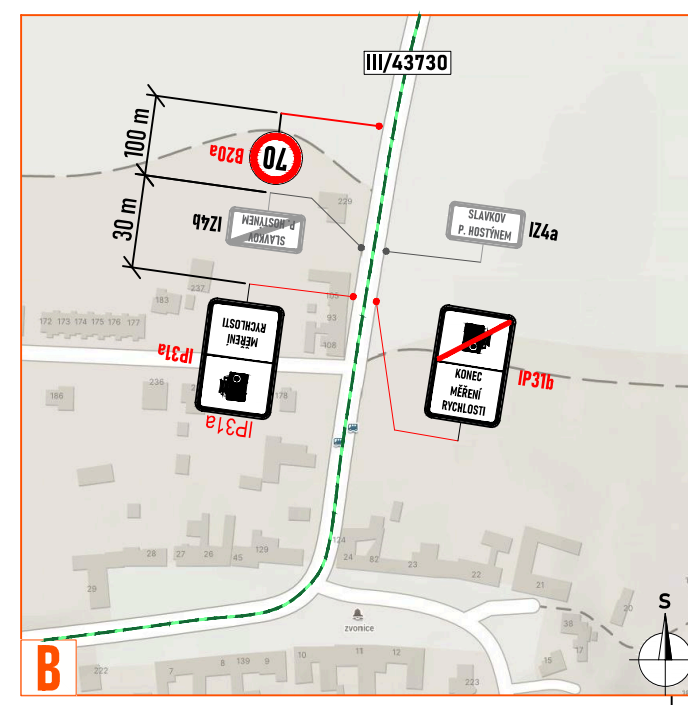 III/43730
100 m
B20a
70
30 m
IZ4b
SLAVKOV
P. HOSTÝNEM
229
SLAVKOV
P. HOSTÝNEM
IZ4a
237
183
172 173 174 175 176 177
93
108
MĚŘENÍ
RYCHLOSTI
IP31a
IP31a
KONEC
MĚŘENÍ
RYCHLOSTI
IP31b
236
186
178
28
27
26
45
129
124
24
82
23
22
21
29
20
38
17
15
zvonice
S
B
222
7
8
139
9
10
11
12
223